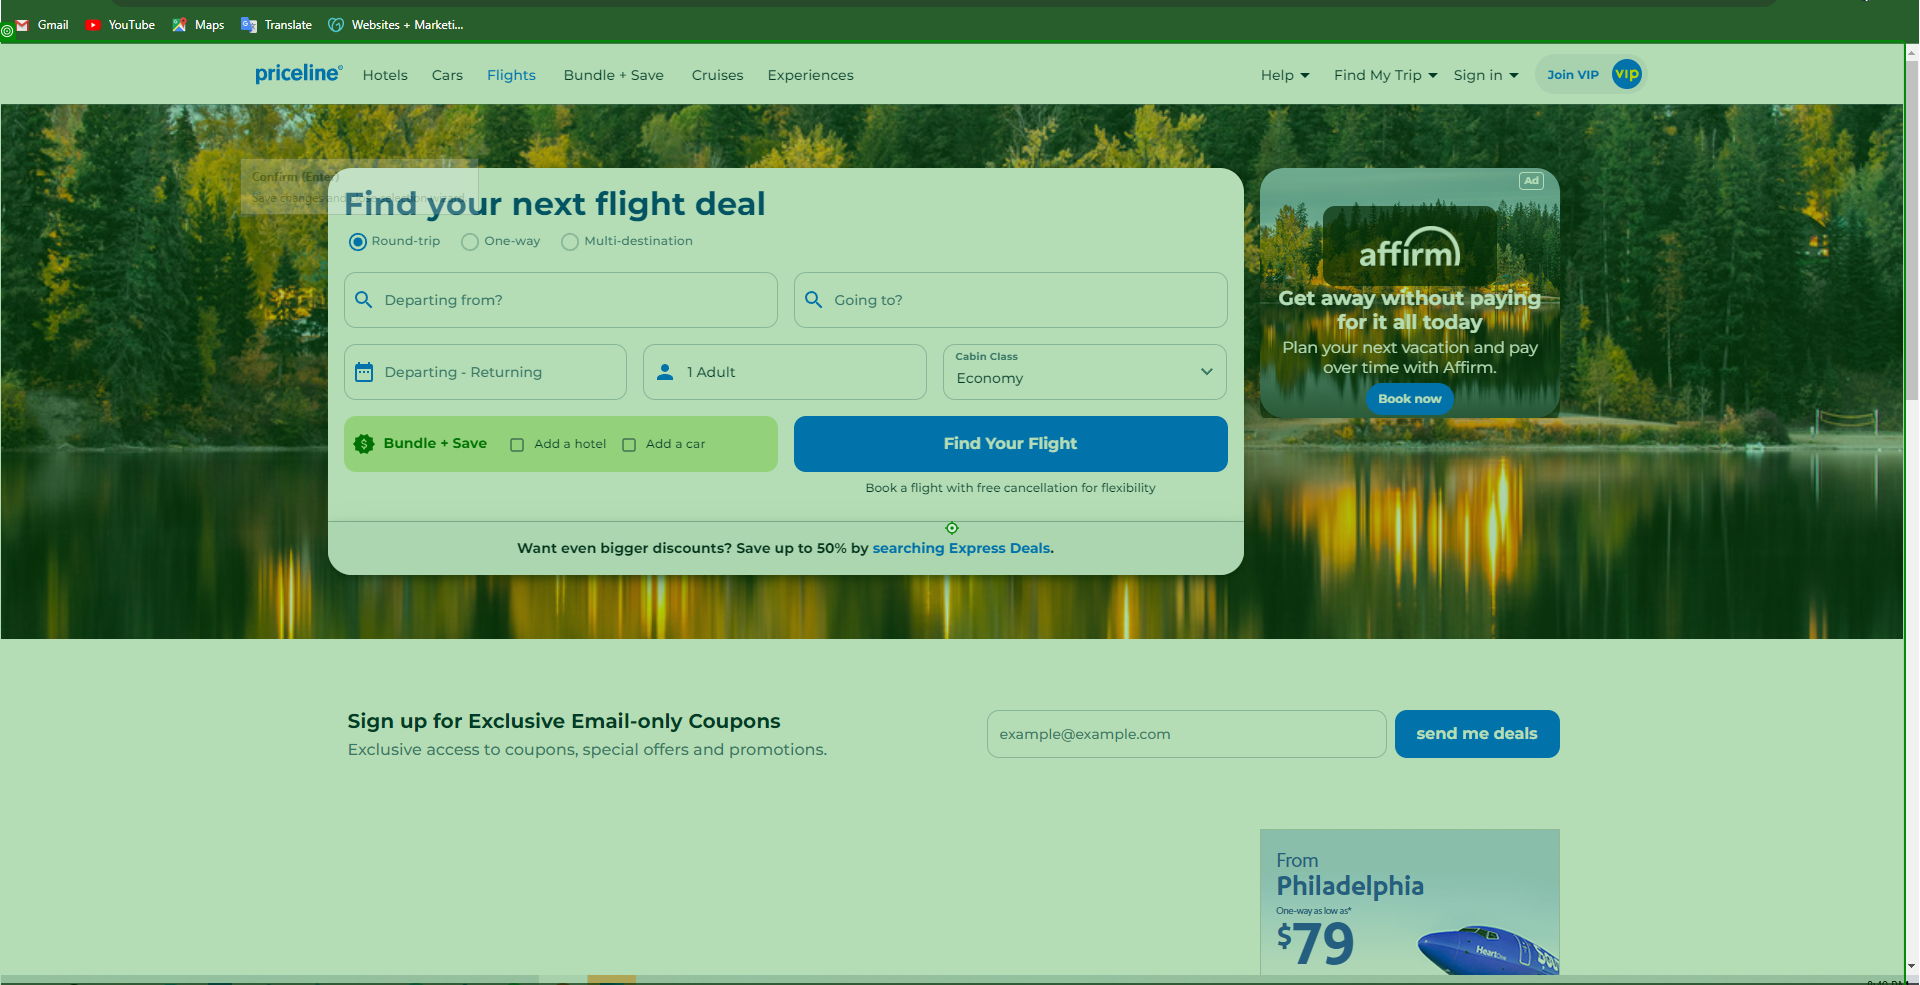 Gmail YouTube Maps Translate Websites + Marketi...
priceline® Hotels Cars Flights Bundle + Save Cruises Experiences Help Find My Trip Sign in Join VIP VIP
Confirm (Enter)
Save changes and close selection wizard
Find your next flight deal
Round-trip One-way Multi-destination
Departing from? Going to?
Departing - Returning 1 Adult Cabin Class
Economy
Bundle + Save Add a hotel Add a car Find Your Flight
Book a flight with free cancellation for flexibility
Want even bigger discounts? Save up to 50% by searching Express Deals.
Ad
affirm
Get away without paying
for it all today
Plan your next vacation and pay
over time with Affirm.
Book now
Sign up for Exclusive Email-only Coupons
Exclusive access to coupons, special offers and promotions.
example@example.com send me deals
From
Philadelphia
One-way as low as*
$79
Heart